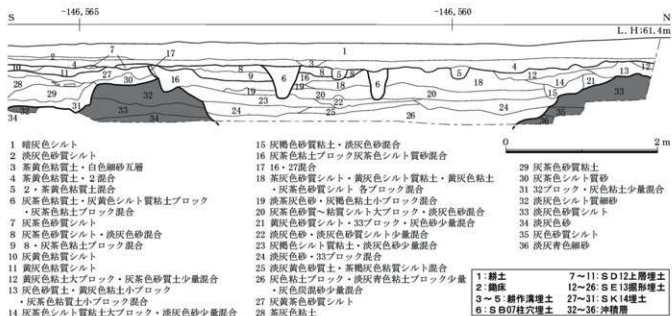 S
-146,565
-146,560
N
L.H:61.4m
1 暗灰色シルト
2 淡灰色砂質シルト
3 茶黄色粘質土・白色細砂互層
4 茶黄色粘質土・2混合
5 2・茶黄色粘質土混合
6 灰茶色粘質土・灰黄色シルト質粘土ブロック
・灰茶色粘土ブロック混合
7 灰茶色砂質シルト
8 灰茶色砂質シルト・淡灰色砂混合
9 8・灰茶色粘土ブロック混合
10 灰黄色粘質シルト
11 黄灰色粘質シルト
12 黄灰色粘土大ブロック・灰茶色砂質土少量混合
13 灰色砂質土・黄灰色小ブロック混合
・灰茶色粘質土小ブロック混合
14 灰茶色砂質シルト粘土大ブロック・淡灰色砂少量混合
15 灰褐色砂質粘土・淡灰色砂混合
16 灰茶色粘土ブロック灰茶色シルト質砂混合
17 16・27混合
18 灰茶色砂質シルト・黄灰色シルト質粘土・黄灰色粘土
・灰茶色砂質シルト 各ブロック混合
19 淡茶灰色砂・灰褐色粘土小ブロック混合
20 灰茶色砂質〜粘質シルト大ブロック・淡灰色砂混合
21 黄灰色砂質シルト・33ブロック・灰色砂少量混合
22 淡灰色砂・淡灰色砂質シルト少量混合
23 灰褐色シルト質粘土・淡灰色砂少量混合
24 淡灰色砂・33ブロック混合
25 淡灰黄色砂質土・茶褐灰色粘質シルト混合
26 灰色粘土ブロック・淡灰青色粘土ブロック少量
・灰色炭混砂少量混合
27 灰黄茶色砂質シルト
28 茶灰色粘土
29 灰茶色砂質粘土
30 灰茶色シルト質砂
31 32ブロック・灰色粘土少量混合
32 淡灰色シルト質細砂
33 淡灰色砂質シルト
34 淡灰色砂
35 灰色砂質シルト
36 淡灰青色細砂
0
2m
1:耕土
2:鋤床
3〜5:耕作溝埋土
6:SB07柱穴埋土
7〜11:SD12上層埋土
12〜26:SE13掘形埋土
27〜31:SK14埋土
32〜36:沖積層